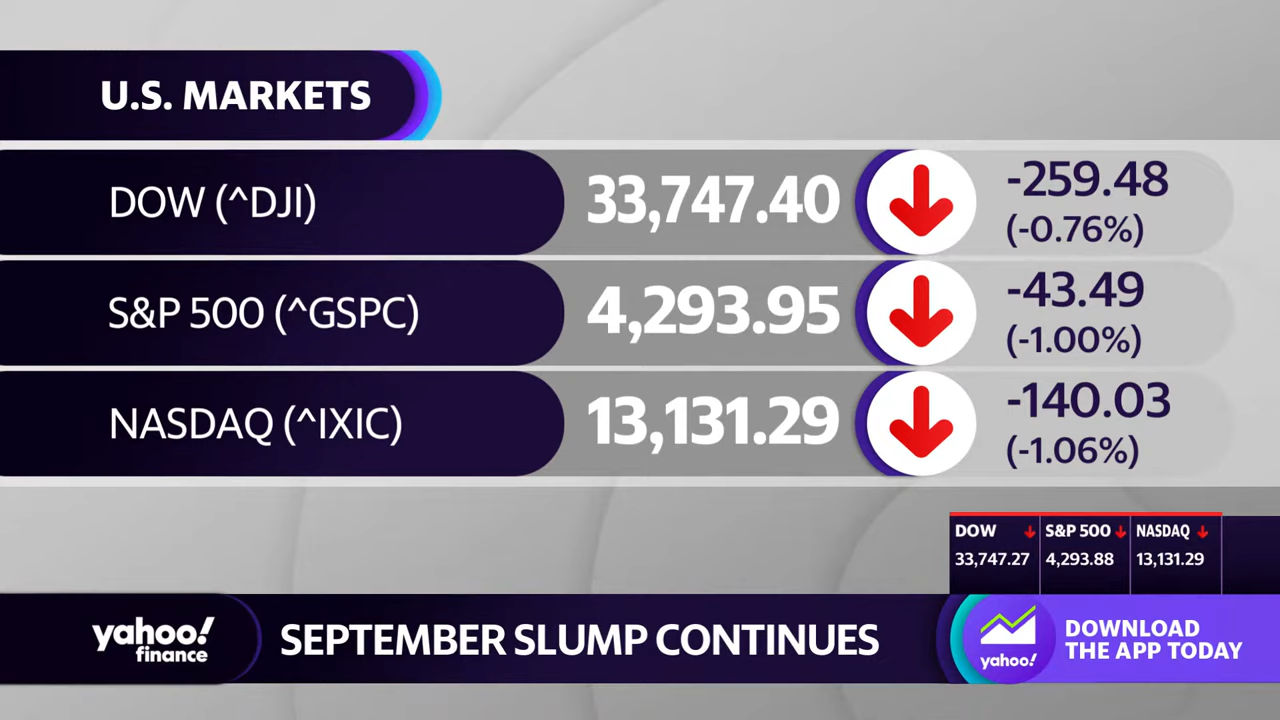 U.S. MARKETS
DOW (^DJI) 33,747.40 -259.48
(-0.76%)
S&P 500 (^GSPC) 4,293.95 -43.49
(-1.00%)
NASDAQ (^IXIC) 13,131.29 -140.03
(-1.06%)
DOW S&P 500 NASDAQ
33,747.27 4,293.88 13,131.29
yahoo!
finance
SEPTEMBER SLUMP CONTINUES
yahoo!
DOWNLOAD
THE APP TODAY